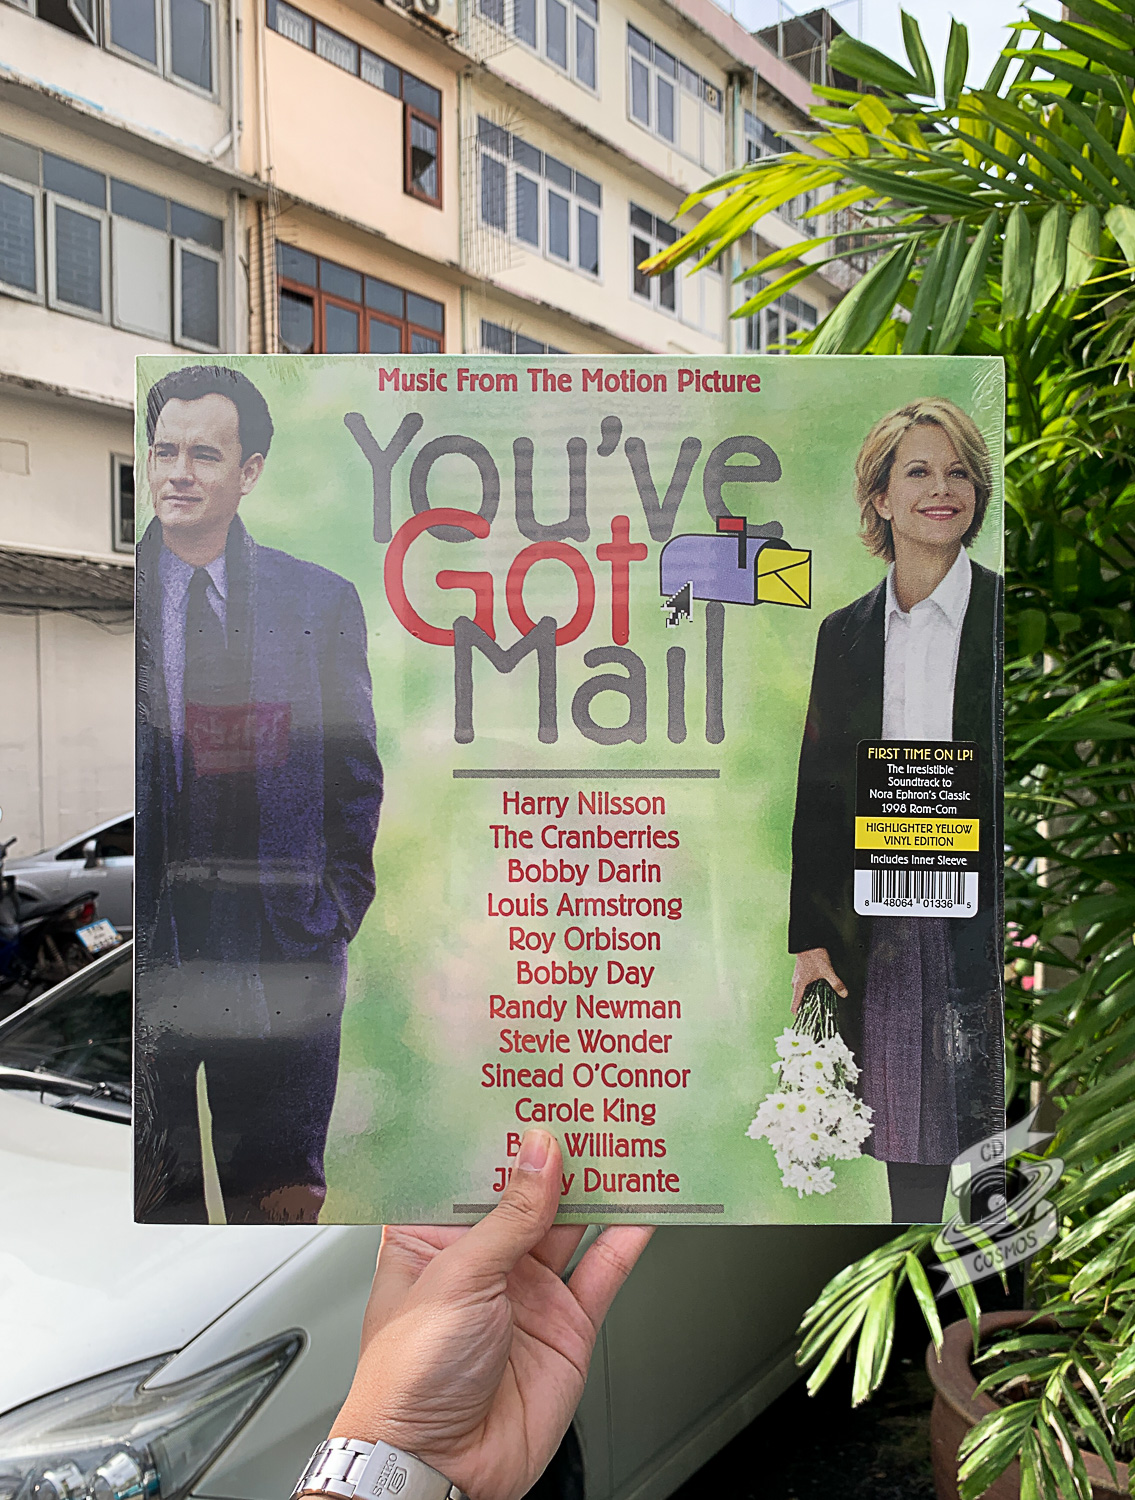 Music From The Motion Picture
You've
Got
Mail
Harry Nilsson
The Cranberries
Bobby Darin
Louis Armstrong
Roy Orbison
Bobby Day
Randy Newman
Stevie Wonder
Sinead O'Connor
Carole King
Williams
Durante
FIRST TIME ON LP!
The Irresistible
Soundtrack to
Nora Ephron's Classic
1998 Rom-Com
HIGHLIGHTER YELLOW
VINYL EDITION
Includes Inner Sleeve
8 48064 01336 5
CD
COSMOS
SEIKO
5